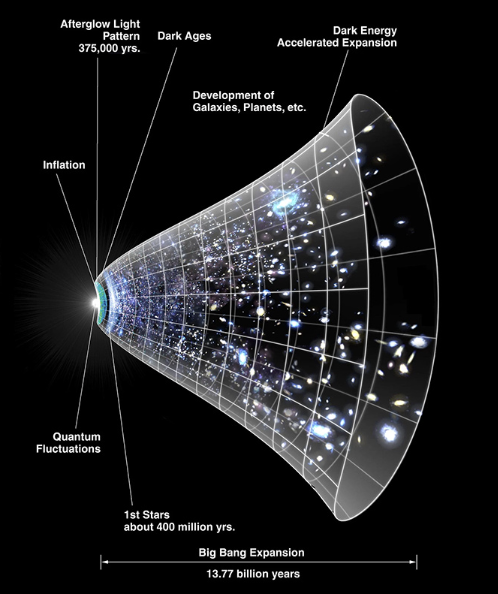 Afterglow Light
Pattern
375,000 yrs.
Dark Ages
Dark Energy
Accelerated Expansion
Development of
Galaxies, Planets, etc.
Inflation
Quantum
Fluctuations
1st Stars
about 400 million yrs.
Big Bang Expansion
13.77 billion years